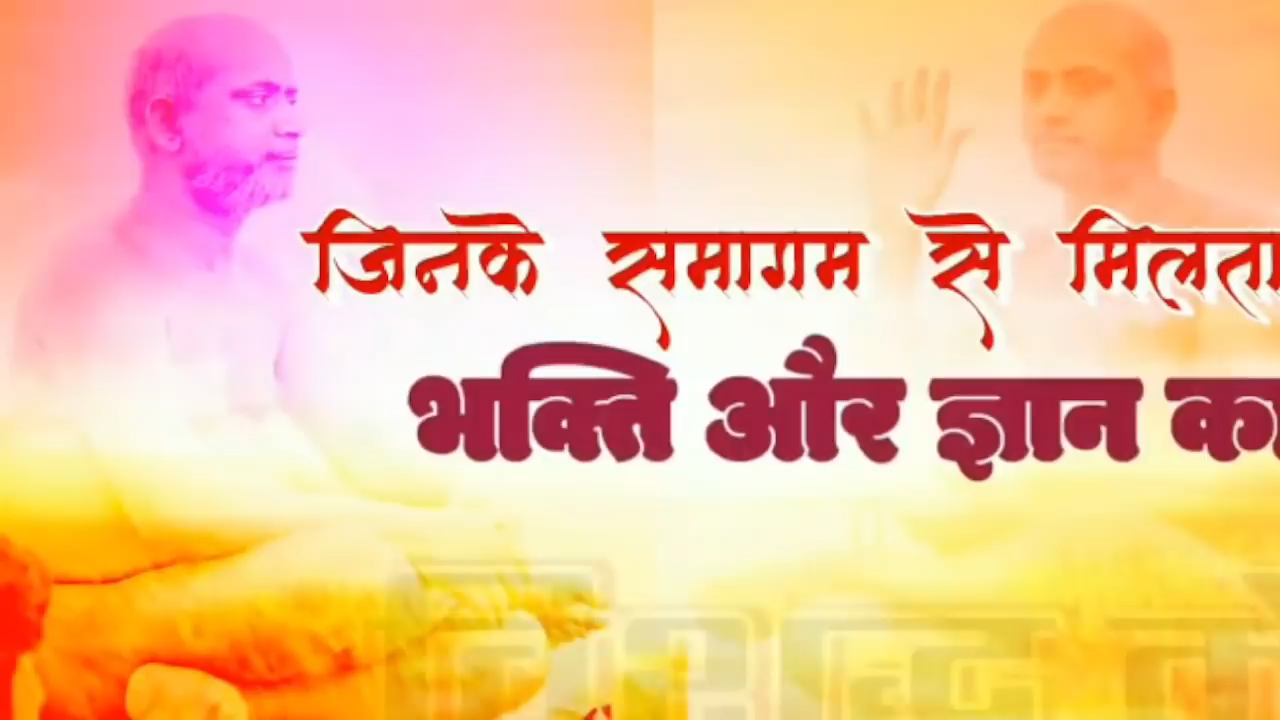 जिनके समागम से मिलता
भक्ति और ज्ञान का